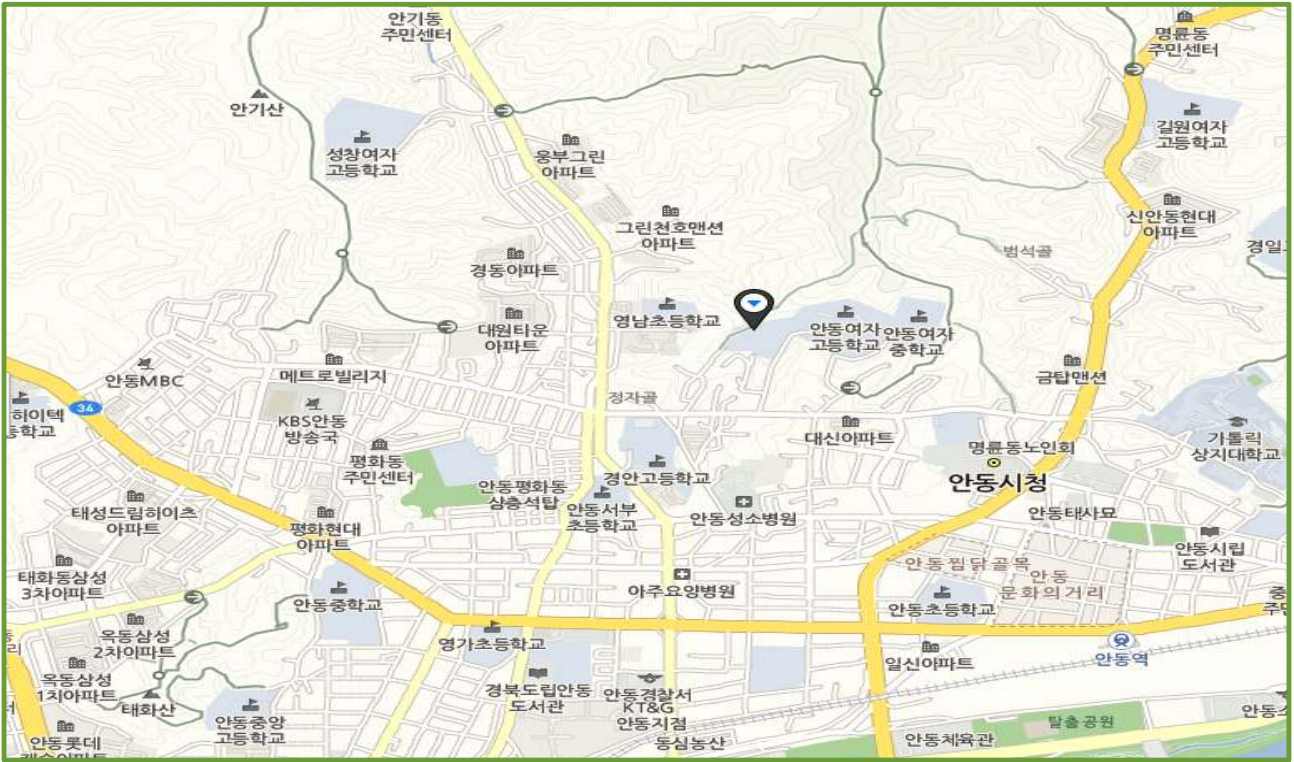 안기동
주민센터
명륜동
주민센터
안기산
성창여자
고등학교
웅부그린
아파트
길원여자
고등학교
그린천호맨션
아파트
신안동현대
아파트
경일
범석골
경동아파트
영남초등학교
대원타운
아파트
안동여자
고등학교
안동여자
중학교
안동MBC
메트로빌리지
금탑맨션
34
하이텍
등학교
KBS안동
방송국
정자골
대신아파트
명륜동노인회
안동시청
가톨릭
상지대학교
평화동
주민센터
안동평화동
삼층석탑
경안고등학교
안동서부
초등학교
안동성소병원
안동태사묘
태성드림하이츠
아파트
평화현대
아파트
안동시립
도서관
안동찜닭골목
안동
문화의거리
태화동삼성
3차아파트
안동중학교
아주요양병원
안동초등학교
옥동삼성
2차아파트
영가초등학교
일신아파트
안동역
옥동삼성
1차아파트
태화산
경북도립안동
도서관
안동경찰서
KT&G
안동지점
안동중앙
고등학교
탈춤공원
안동롯데
동심농산
안동체육관